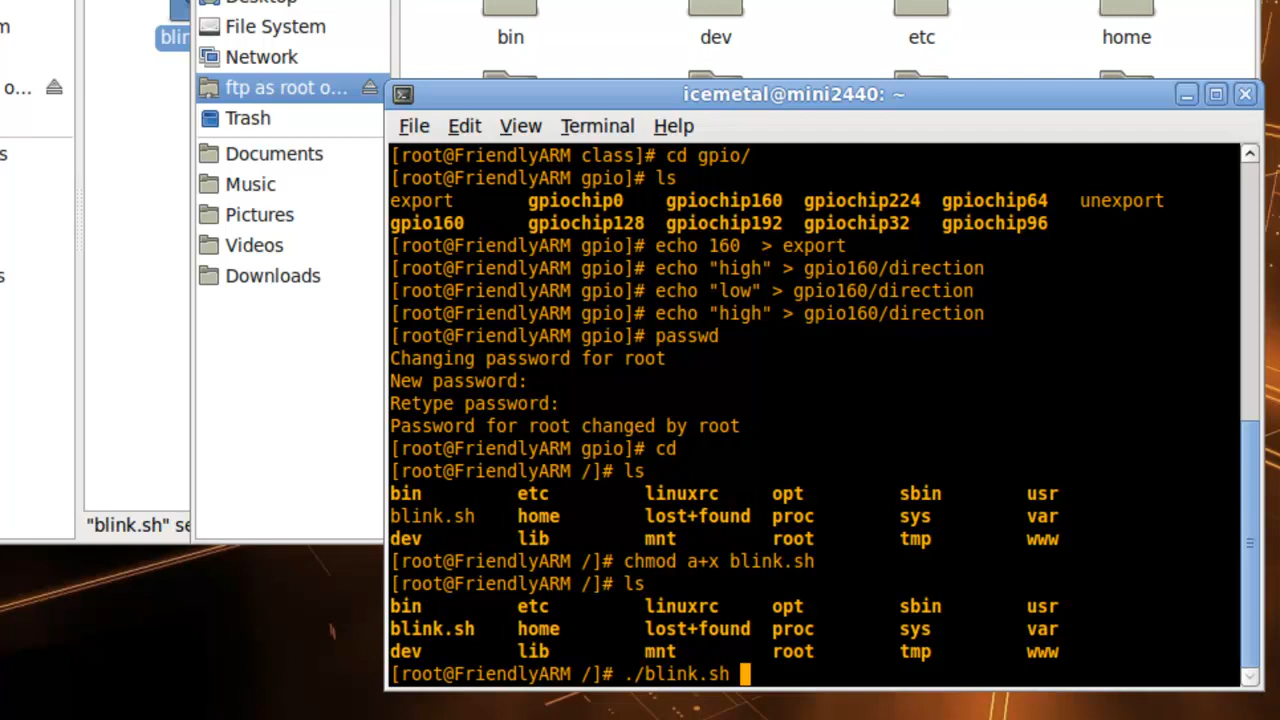 m
o...
s
s
blin
"blink.sh" se
Desktop
File System
Network
ftp as root o...
Trash
Documents
Music
Pictures
Videos
Downloads
bin dev etc home
icemetal@mini2440: ~
File Edit View Terminal Help
[root@FriendlyARM class]# cd gpio/
[root@FriendlyARM gpio]# ls
export gpiochip0 gpiochip160 gpiochip224 gpiochip64 unexport
gpio160 gpiochip128 gpiochip192 gpiochip32 gpiochip96
[root@FriendlyARM gpio]# echo 160  > export
[root@FriendlyARM gpio]# echo "high" > gpio160/direction
[root@FriendlyARM gpio]# echo "low" > gpio160/direction
[root@FriendlyARM gpio]# echo "high" > gpio160/direction
[root@FriendlyARM gpio]# passwd
Changing password for root
New password:
Retype password:
Password for root changed by root
[root@FriendlyARM gpio]# cd
[root@FriendlyARM /]# ls
bin etc linuxrc opt sbin usr
blink.sh home lost+found proc sys var
dev lib mnt root tmp www
[root@FriendlyARM /]# chmod a+x blink.sh
[root@FriendlyARM /]# ls
bin etc linuxrc opt sbin usr
blink.sh home lost+found proc sys var
dev lib mnt root tmp www
[root@FriendlyARM /]# ./blink.sh